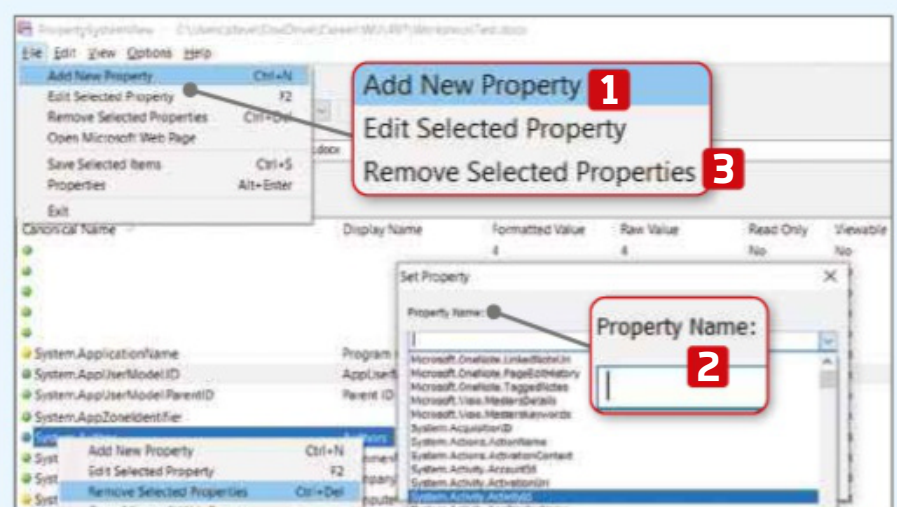 PropertySystemView
File Edit View Options Help
Add New Property Ctrl+N
Edit Selected Property F2
Remove Selected Properties Ctrl+Del
Open Microsoft Web Page
Save Selected Items Ctrl+S
Properties Alt+Enter
Exit
.docx
Add New Property 1
Edit Selected Property
Remove Selected Properties 3
Canonical Name Display Name Formatted Value Raw Value Read Only Viewable
4 4 No No
Set Property
Property Name:
Property Name:
2
System.ApplicationName Program
System.AppUserModel.ID AppUserM
System.AppUserModel.ParentID Parent ID
System.AppZoneIdentifier
Microsoft.OneNote.LinkedNoteUri
Microsoft.OneNote.PageEditHistory
Microsoft.OneNote.TaggedNotes
Microsoft.Visio.MastersDetails
Microsoft.Visio.MastersKeywords
System.AcquisitionID
System.Actions.ActionName
System.Actions.ActivationContext
System.Activity.AccountId
System.Activity.ActivationUri
System.Activity.ActivityId
Add New Property Ctrl+N
Edit Selected Property F2
Remove Selected Properties Ctrl+Del